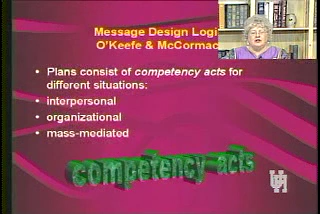 Message Design Logi
O'Keefe & McCormac
• Plans consist of competency acts for
different situations:
• interpersonal
• organizational
• mass-mediated
competency acts
UH